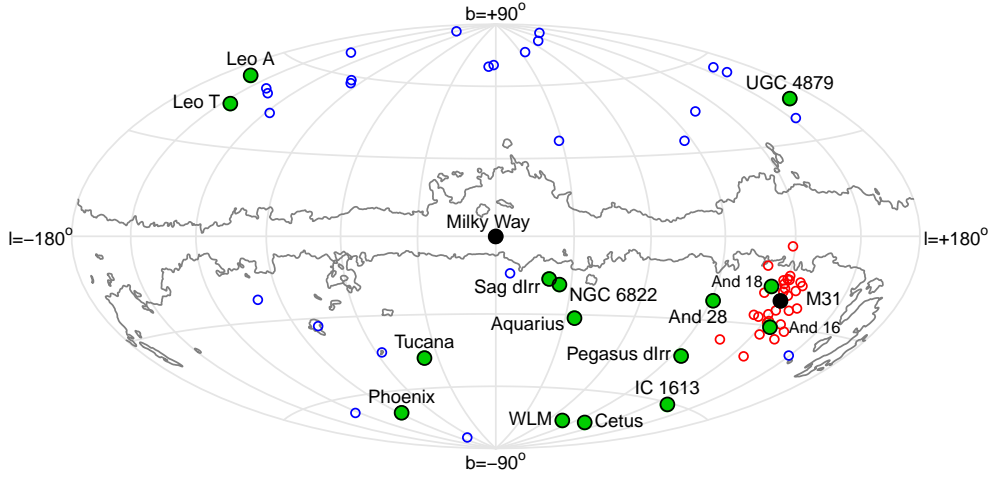 b=+90°
Leo A
UGC 4879
Leo T
Milky Way
l=−180°
l=+180°
And 18
Sag dIrr
NGC 6822
M31
And 28
Aquarius
And 16
Tucana
Pegasus dIrr
IC 1613
Phoenix
WLM
Cetus
b=−90°